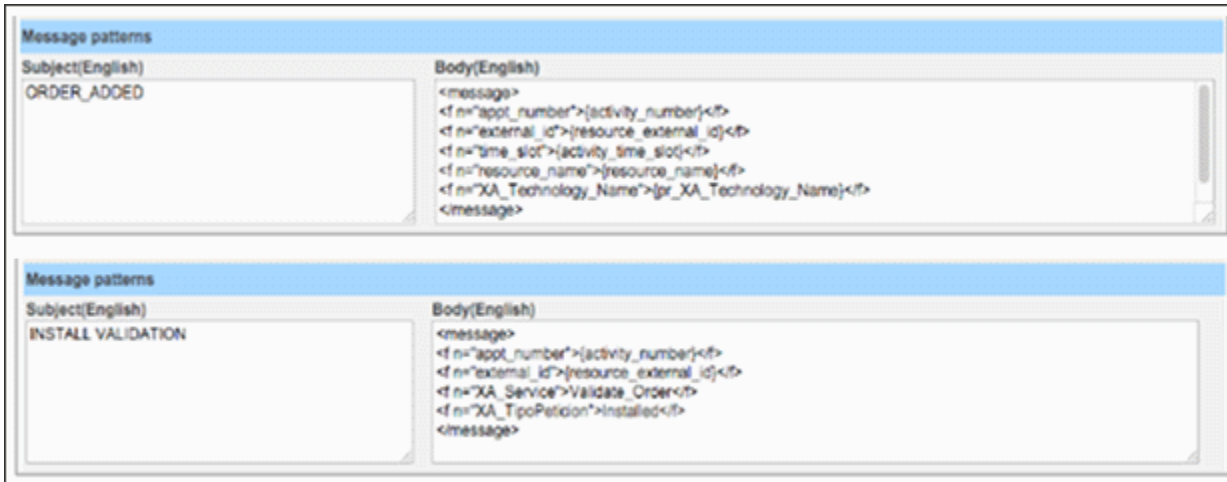 Message patterns
Subject(English)
Body(English)
ORDER_ADDED
<message>
<f n="appt_number">{activity_number}</f>
<f n="external_id">{resource_external_id}</f>
<f n="time_slot">{activity_time_slot}</f>
<f n="resource_name">{resource_name}</f>
<f n="XA_Technology_Name">{pr_XA_Technology_Name}</f>
</message>
Message patterns
Subject(English)
Body(English)
INSTALL VALIDATION
<message>
<f n="appt_number">{activity_number}</f>
<f n="external_id">{resource_external_id}</f>
<f n="XA_Service">Validate_Order</f>
<f n="XA_TipoPeticion">Installed</f>
</message>